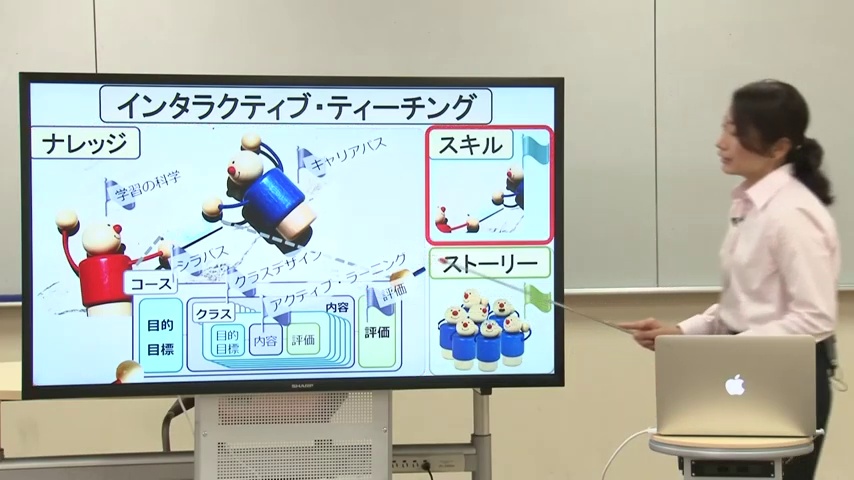 インタラクティブ・ティーチング
ナレッジ
スキル
キャリアパス
学習の科学
シラバス
クラスデザイン
アクティブ・ラーニング
評価
ストーリー
コース
目的
目標
クラス
内容
目的
目標
内容
評価
評価
SHARP